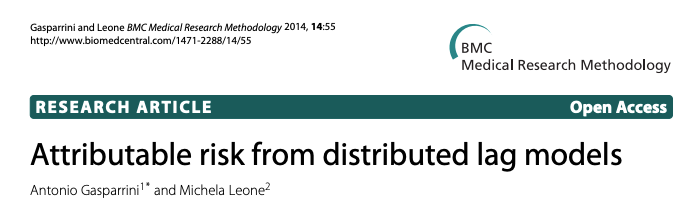 Gasparrini and Leone BMC Medical Research Methodology 2014, 14:55
http://www.biomedcentral.com/1471-2288/14/55
BMC
Medical Research Methodology
RESEARCH ARTICLE
Open Access
Attributable risk from distributed lag models
Antonio Gasparrini1* and Michela Leone2